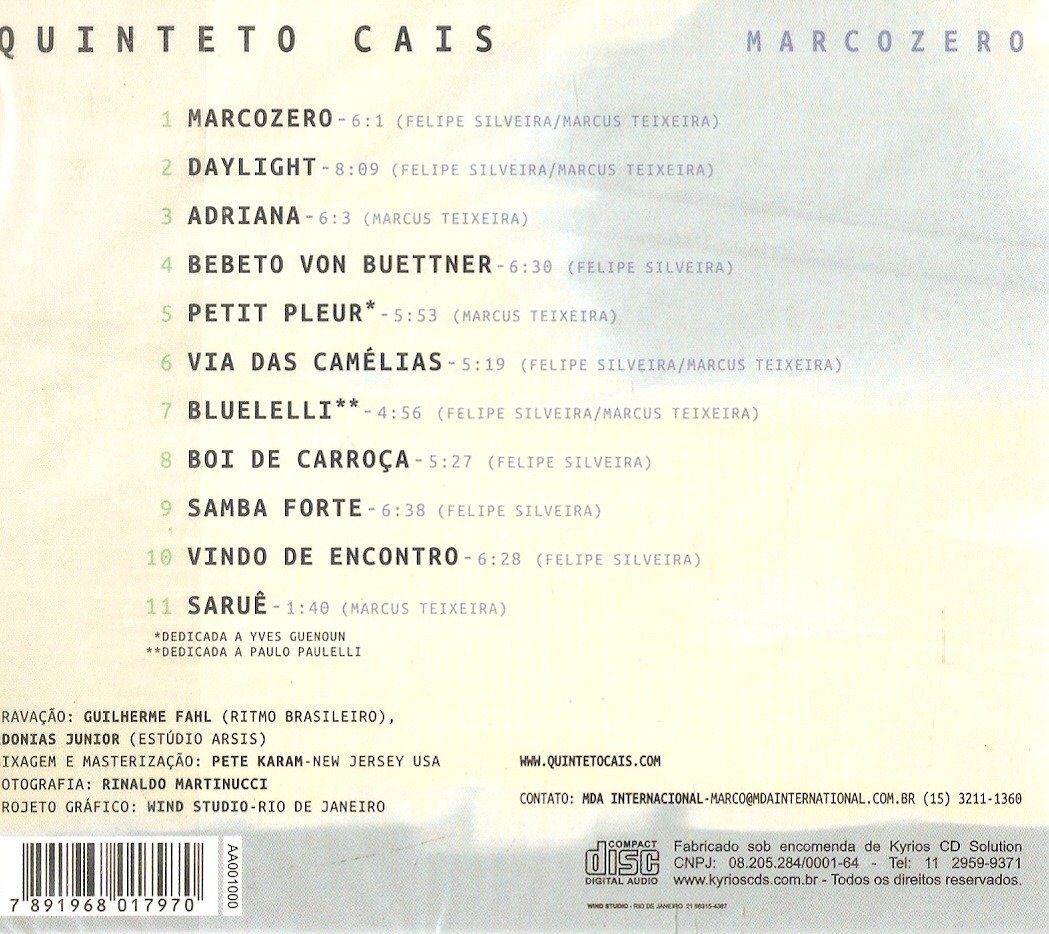 QUINTETO CAIS MARCOZERO
1 MARCOZERO-6:1 (FELIPE SILVEIRA/MARCUS TEIXEIRA)
2 DAYLIGHT-8:09 (FELIPE SILVEIRA/MARCUS TEIXEIRA)
3 ADRIANA-6:3 (MARCUS TEIXEIRA)
4 BEBETO VON BUETTNER-6:30 (FELIPE SILVEIRA)
5 PETIT PLEUR*-5:53 (MARCUS TEIXEIRA)
6 VIA DAS CAMÉLIAS-5:19 (FELIPE SILVEIRA/MARCUS TEIXEIRA)
7 BLUELELLI**-4:56 (FELIPE SILVEIRA/MARCUS TEIXEIRA)
8 BOI DE CARROÇA-5:27 (FELIPE SILVEIRA)
9 SAMBA FORTE-6:38 (FELIPE SILVEIRA)
10 VINDO DE ENCONTRO-6:28 (FELIPE SILVEIRA)
11 SARUÊ-1:40 (MARCUS TEIXEIRA)
*DEDICADA A YVES GUENOUN
**DEDICADA A PAULO PAULELLI
RAVAÇÃO: GUILHERME FAHL (RITMO BRASILEIRO),
DONIAS JUNIOR (ESTÚDIO ARSIS)
IXAGEM E MASTERIZAÇÃO: PETE KARAM-NEW JERSEY USA
OTOGRAFIA: RINALDO MARTINUCCI
ROJETO GRÁFICO: WIND STUDIO-RIO DE JANEIRO
WWW.QUINTETOCAIS.COM
CONTATO: MDA INTERNACIONAL-MARCO@MDAINTERNATIONAL.COM.BR (15) 3211-1360
7 891968 017970
AA001000
COMPACT
disc
DIGITAL AUDIO
Fabricado sob encomenda de Kyrios CD Solution
CNPJ: 08.205.284/0001-64 - Tel: 11 2959-9371
www.kyrioscds.com.br - Todos os direitos reservados.
WIND STUDIO - RIO DE JANEIRO 21 98315-4387